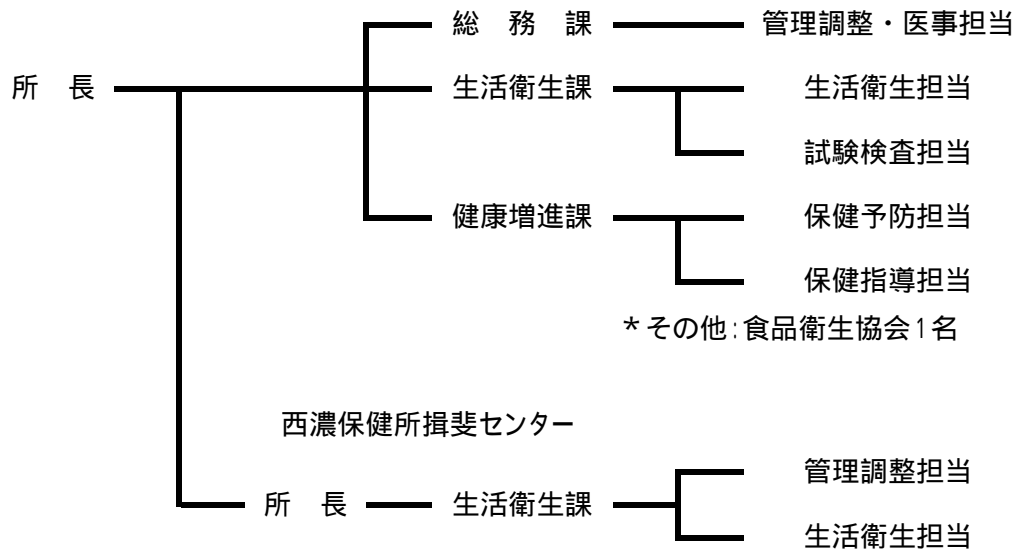 総　務　課　管理調整・医事担当
所　長　生活衛生課　生活衛生担当
試験検査担当
健康増進課　保健予防担当
保健指導担当
*その他:食品衛生協会1名
西濃保健所揖斐センター
管理調整担当
所　長　生活衛生課
生活衛生担当